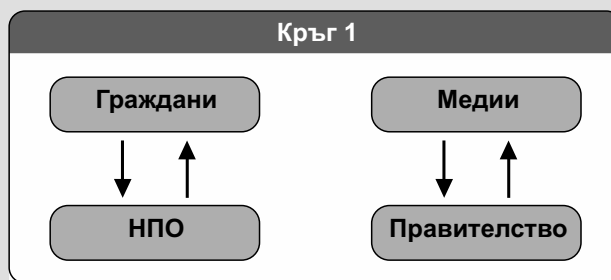 Кръг 1
Граждани
Медии
НПО
Правителство